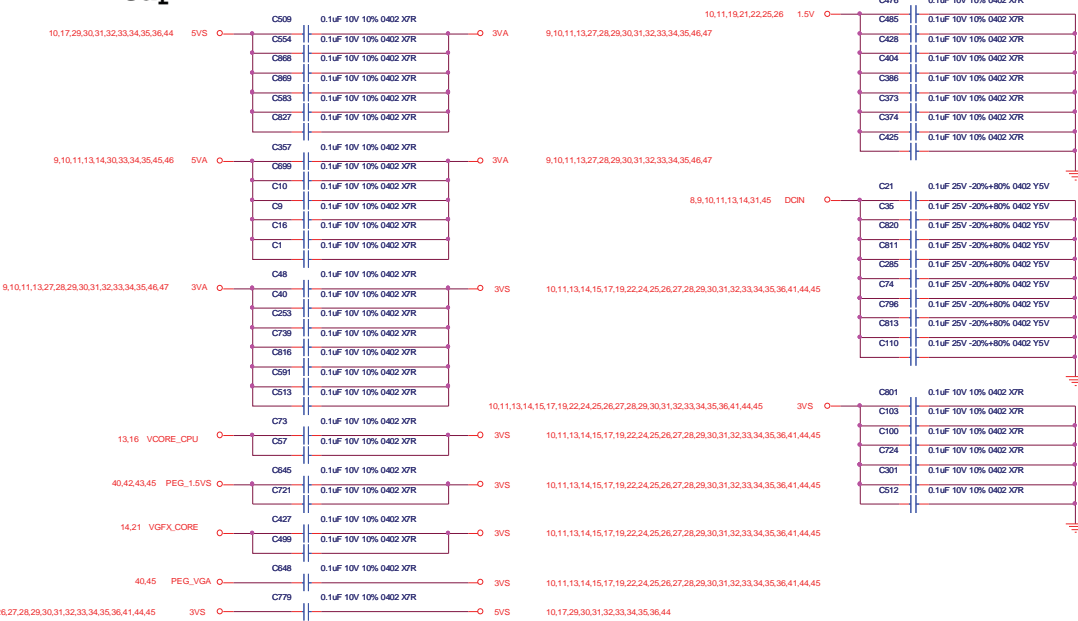 C509 0.1uF 10V 10% 0402 X7R
10,17,29,30,31,32,33,34,35,36,44 5VS 3VA 9,10,11,13,27,28,29,30,31,32,33,34,35,46,47
C554 0.1uF 10V 10% 0402 X7R
C868 0.1uF 10V 10% 0402 X7R
C869 0.1uF 10V 10% 0402 X7R
C583 0.1uF 10V 10% 0402 X7R
C827 0.1uF 10V 10% 0402 X7R
C357 0.1uF 10V 10% 0402 X7R
9,10,11,13,14,30,33,34,35,45,46 5VA 3VA 9,10,11,13,27,28,29,30,31,32,33,34,35,46,47
C699 0.1uF 10V 10% 0402 X7R
C10 0.1uF 10V 10% 0402 X7R
C9 0.1uF 10V 10% 0402 X7R
C16 0.1uF 10V 10% 0402 X7R
C1 0.1uF 10V 10% 0402 X7R
C48 0.1uF 10V 10% 0402 X7R
9,10,11,13,27,28,29,30,31,32,33,34,35,46,47 3VA 3VS 10,11,13,14,15,17,19,22,24,25,26,27,28,29,30,31,32,33,34,35,36,41,44,45
C40 0.1uF 10V 10% 0402 X7R
C253 0.1uF 10V 10% 0402 X7R
C739 0.1uF 10V 10% 0402 X7R
C816 0.1uF 10V 10% 0402 X7R
C591 0.1uF 10V 10% 0402 X7R
C513 0.1uF 10V 10% 0402 X7R
C73 0.1uF 10V 10% 0402 X7R
13,16 VCORE_CPU 3VS 10,11,13,14,15,17,19,22,24,25,26,27,28,29,30,31,32,33,34,35,36,41,44,45
C57 0.1uF 10V 10% 0402 X7R
C645 0.1uF 10V 10% 0402 X7R
40,42,43,45 PEG_1.5VS 3VS 10,11,13,14,15,17,19,22,24,25,26,27,28,29,30,31,32,33,34,35,36,41,44,45
C721 0.1uF 10V 10% 0402 X7R
C427 0.1uF 10V 10% 0402 X7R
14,21 VGFX_CORE 3VS 10,11,13,14,15,17,19,22,24,25,26,27,28,29,30,31,32,33,34,35,36,41,44,45
C499 0.1uF 10V 10% 0402 X7R
C648 0.1uF 10V 10% 0402 X7R
40,45 PEG_VGA 3VS 10,11,13,14,15,17,19,22,24,25,26,27,28,29,30,31,32,33,34,35,36,41,44,45
C779 0.1uF 10V 10% 0402 X7R
6,27,28,29,30,31,32,33,34,35,36,41,44,45 3VS 5VS 10,17,29,30,31,32,33,34,35,36,44
10,11,19,21,22,25,26 1.5V
C485 0.1uF 10V 10% 0402 X7R
C428 0.1uF 10V 10% 0402 X7R
C404 0.1uF 10V 10% 0402 X7R
C386 0.1uF 10V 10% 0402 X7R
C373 0.1uF 10V 10% 0402 X7R
C374 0.1uF 10V 10% 0402 X7R
C425 0.1uF 10V 10% 0402 X7R
C21 0.1uF 25V -20%+80% 0402 Y5V
8,9,10,11,13,14,31,45 DCIN
C35 0.1uF 25V -20%+80% 0402 Y5V
C820 0.1uF 25V -20%+80% 0402 Y5V
C811 0.1uF 25V -20%+80% 0402 Y5V
C285 0.1uF 25V -20%+80% 0402 Y5V
C74 0.1uF 25V -20%+80% 0402 Y5V
C796 0.1uF 25V -20%+80% 0402 Y5V
C813 0.1uF 25V -20%+80% 0402 Y5V
C110 0.1uF 25V -20%+80% 0402 Y5V
C801 0.1uF 10V 10% 0402 X7R
10,11,13,14,15,17,19,22,24,25,26,27,28,29,30,31,32,33,34,35,36,41,44,45 3VS
C103 0.1uF 10V 10% 0402 X7R
C100 0.1uF 10V 10% 0402 X7R
C724 0.1uF 10V 10% 0402 X7R
C301 0.1uF 10V 10% 0402 X7R
C512 0.1uF 10V 10% 0402 X7R